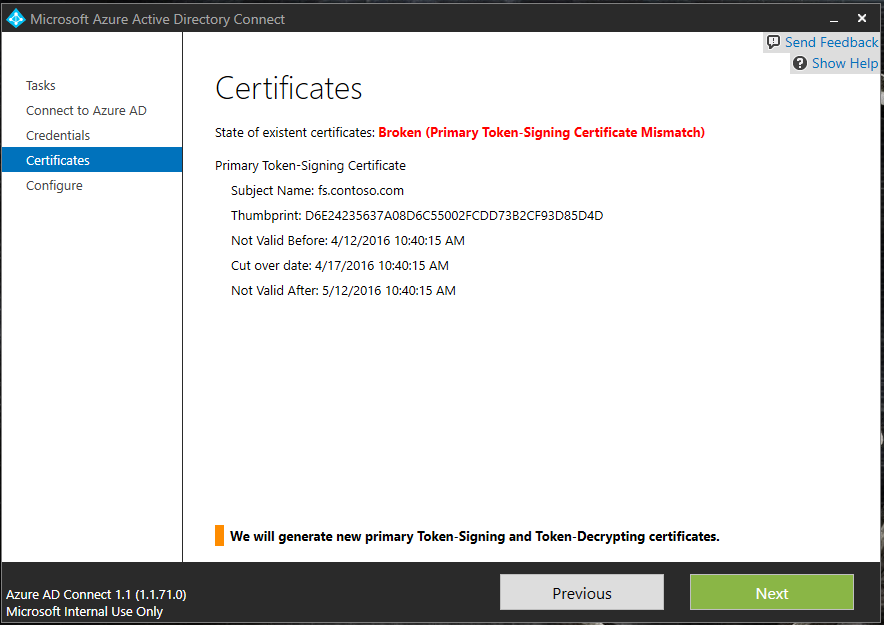 Microsoft Azure Active Directory Connect
Send Feedback
Show Help
Tasks
Connect to Azure AD
Credentials
Certificates
Configure
Certificates
State of existent certificates: Broken (Primary Token-Signing Certificate Mismatch)
Primary Token-Signing Certificate
Subject Name: fs.contoso.com
Thumbprint: D6E24235637A08D6C55002FCDD73B2CF93D85D4D
Not Valid Before: 4/12/2016 10:40:15 AM
Cut over date: 4/17/2016 10:40:15 AM
Not Valid After: 5/12/2016 10:40:15 AM
We will generate new primary Token-Signing and Token-Decrypting certificates.
Azure AD Connect 1.1 (1.1.71.0)
Microsoft Internal Use Only
Previous
Next